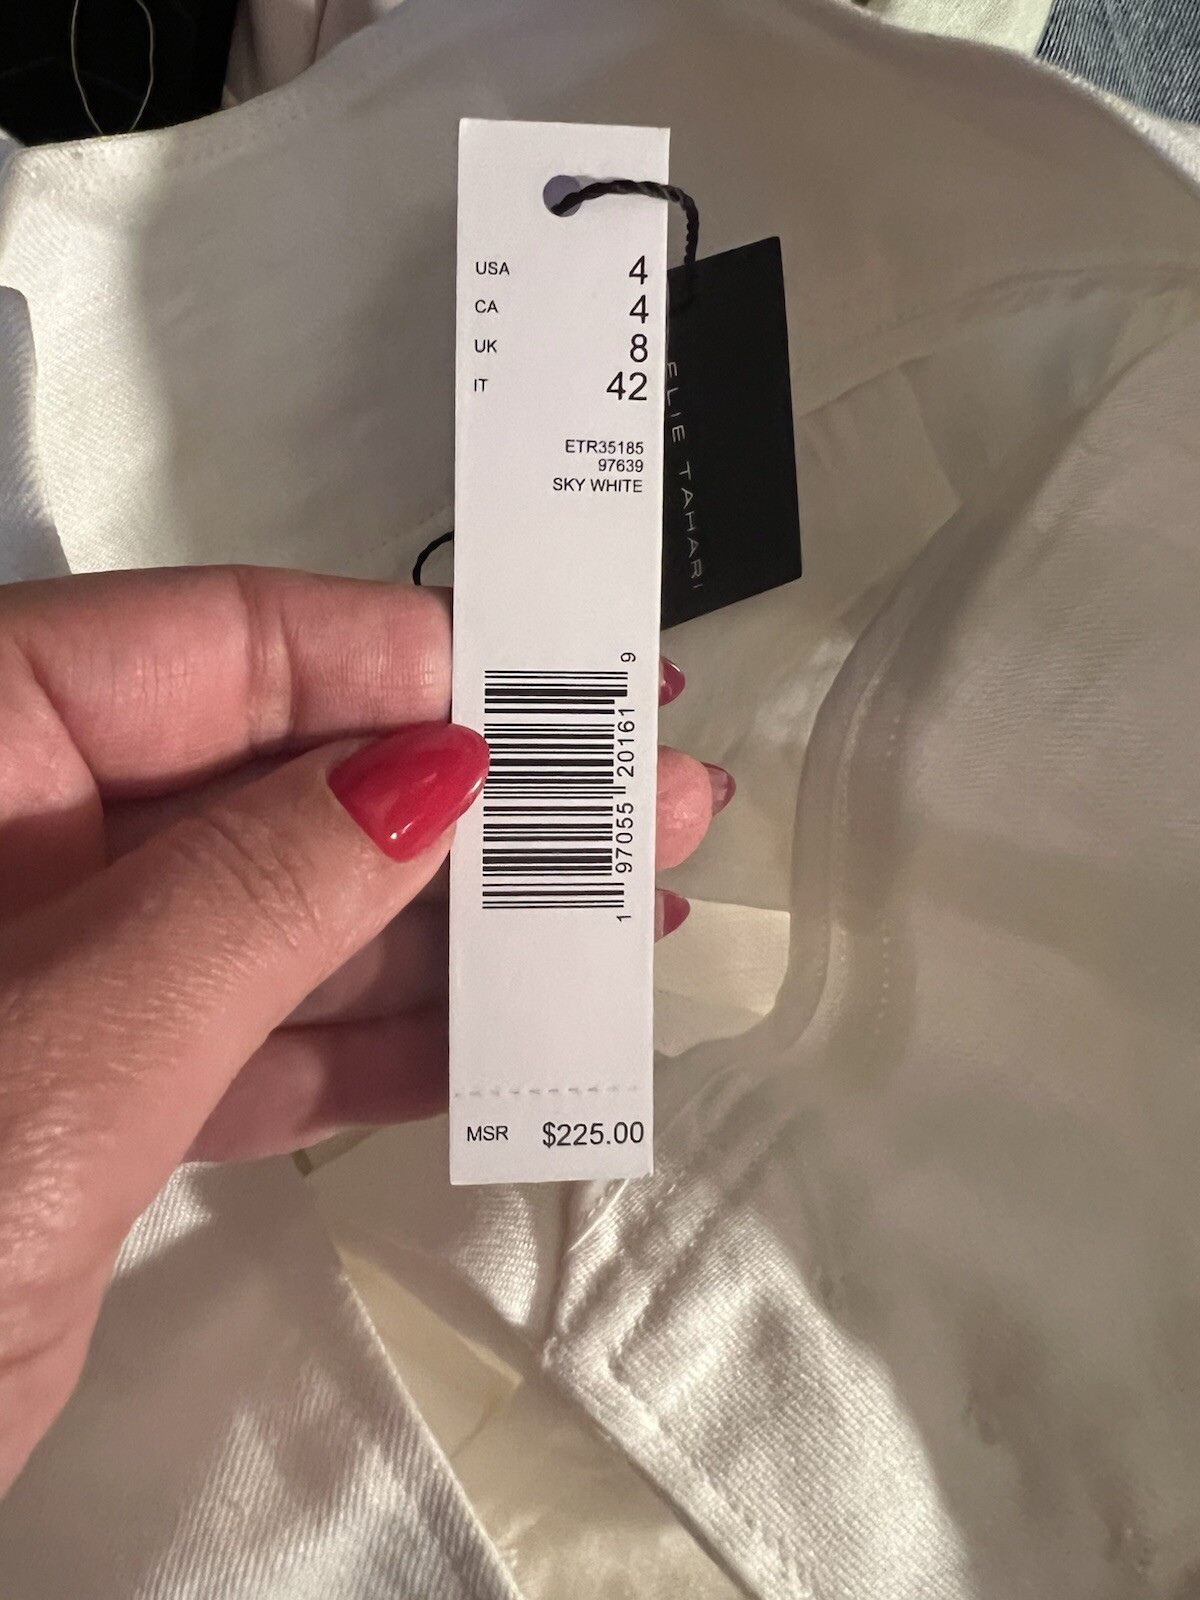 USA 4
CA 4
UK 8
IT 42
ETR35185
97639
SKY WHITE
ELIE TAHARI
1 97055 20161 9
MSR $225.00